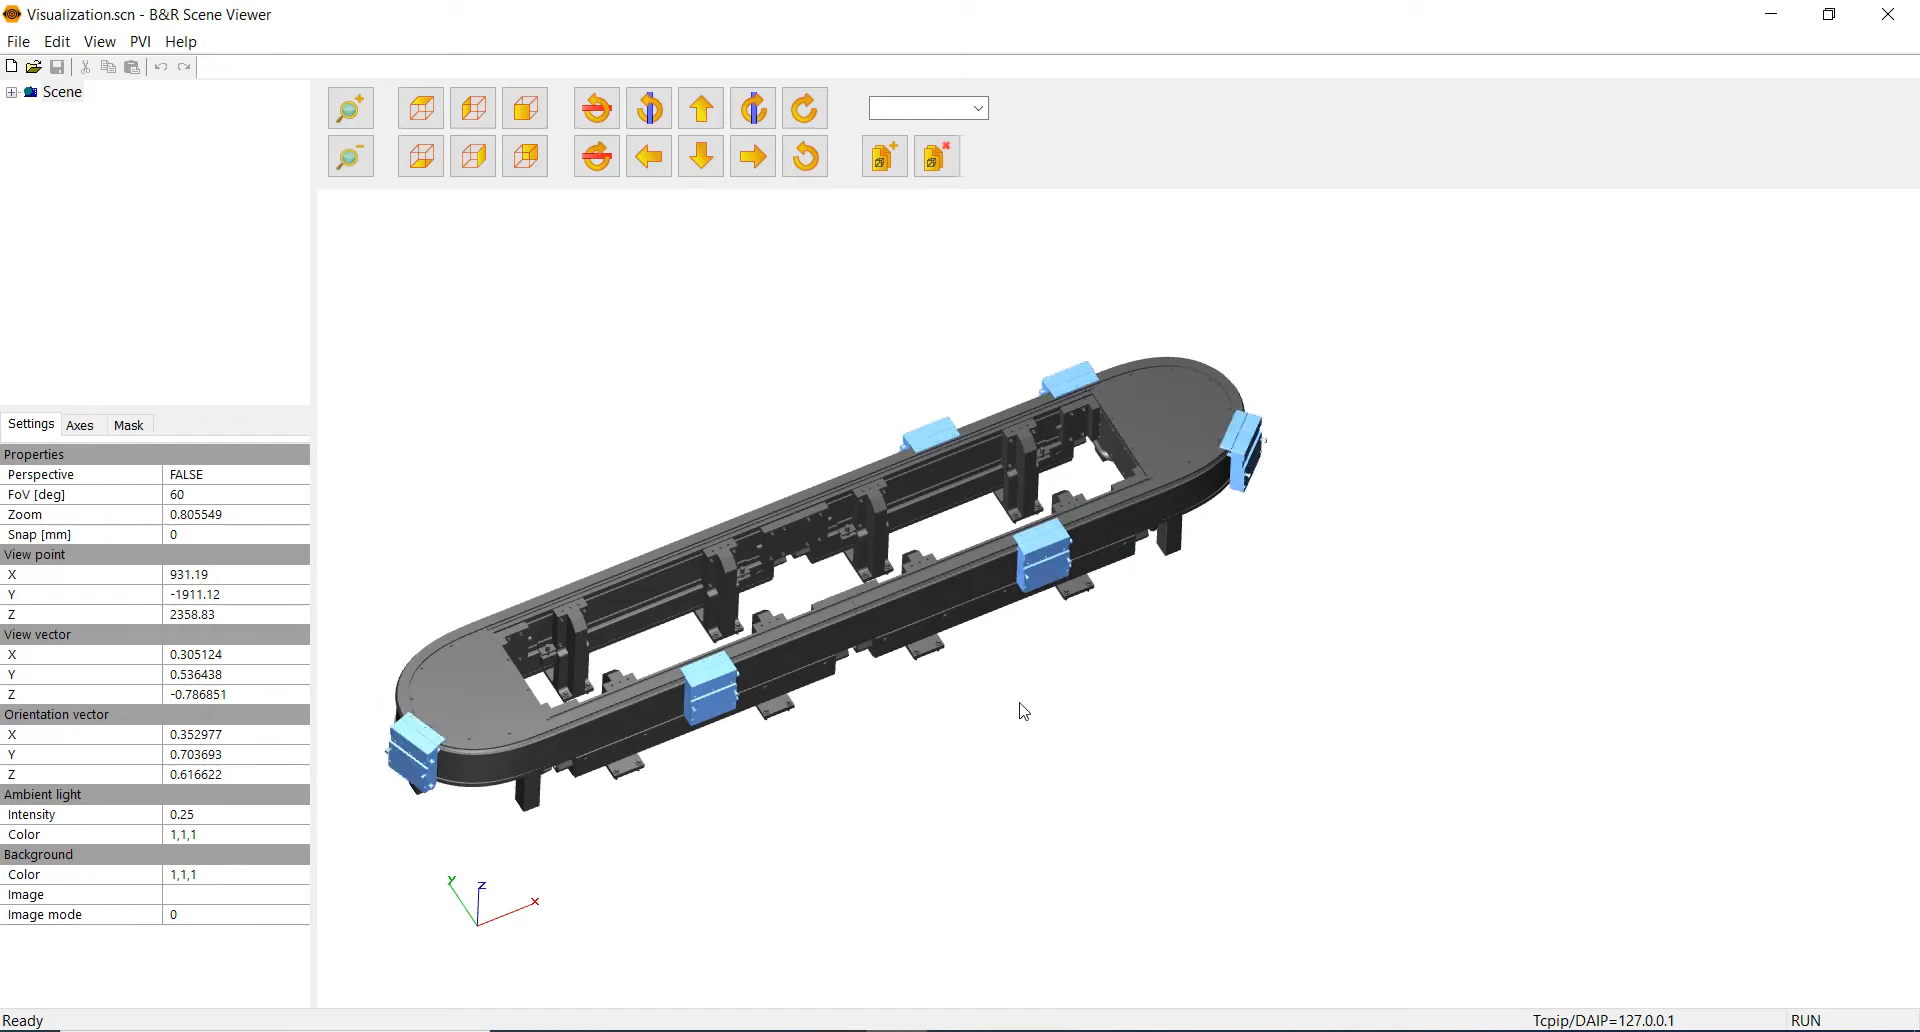 Visualization.scn - B&R Scene Viewer
File Edit View PVI Help
Scene
Settings Axes Mask
Properties
Perspective FALSE
FoV [deg] 60
Zoom 0.805549
Snap [mm] 0
View point
X 931.19
Y -1911.12
Z 2358.83
View vector
X 0.305124
Y 0.536438
Z -0.786851
Orientation vector
X 0.352977
Y 0.703693
Z 0.616622
Ambient light
Intensity 0.25
Color 1,1,1
Background
Color 1,1,1
Image
Image mode 0
y z x
Ready Tcpip/DAIP=127.0.0.1 RUN